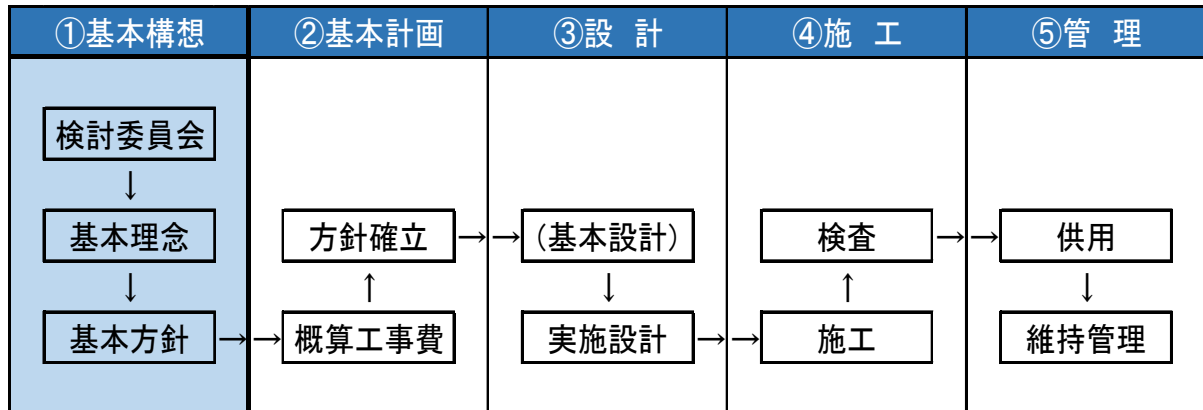 ①基本構想 ②基本計画 ③設 計 ④施 工 ⑤管 理
検討委員会
↓
基本理念 方針確立 →→ (基本設計) 検査 →→ 供用
↓ ↑ ↓ ↑ ↓
基本方針 →→ 概算工事費 実施設計 →→ 施工 維持管理